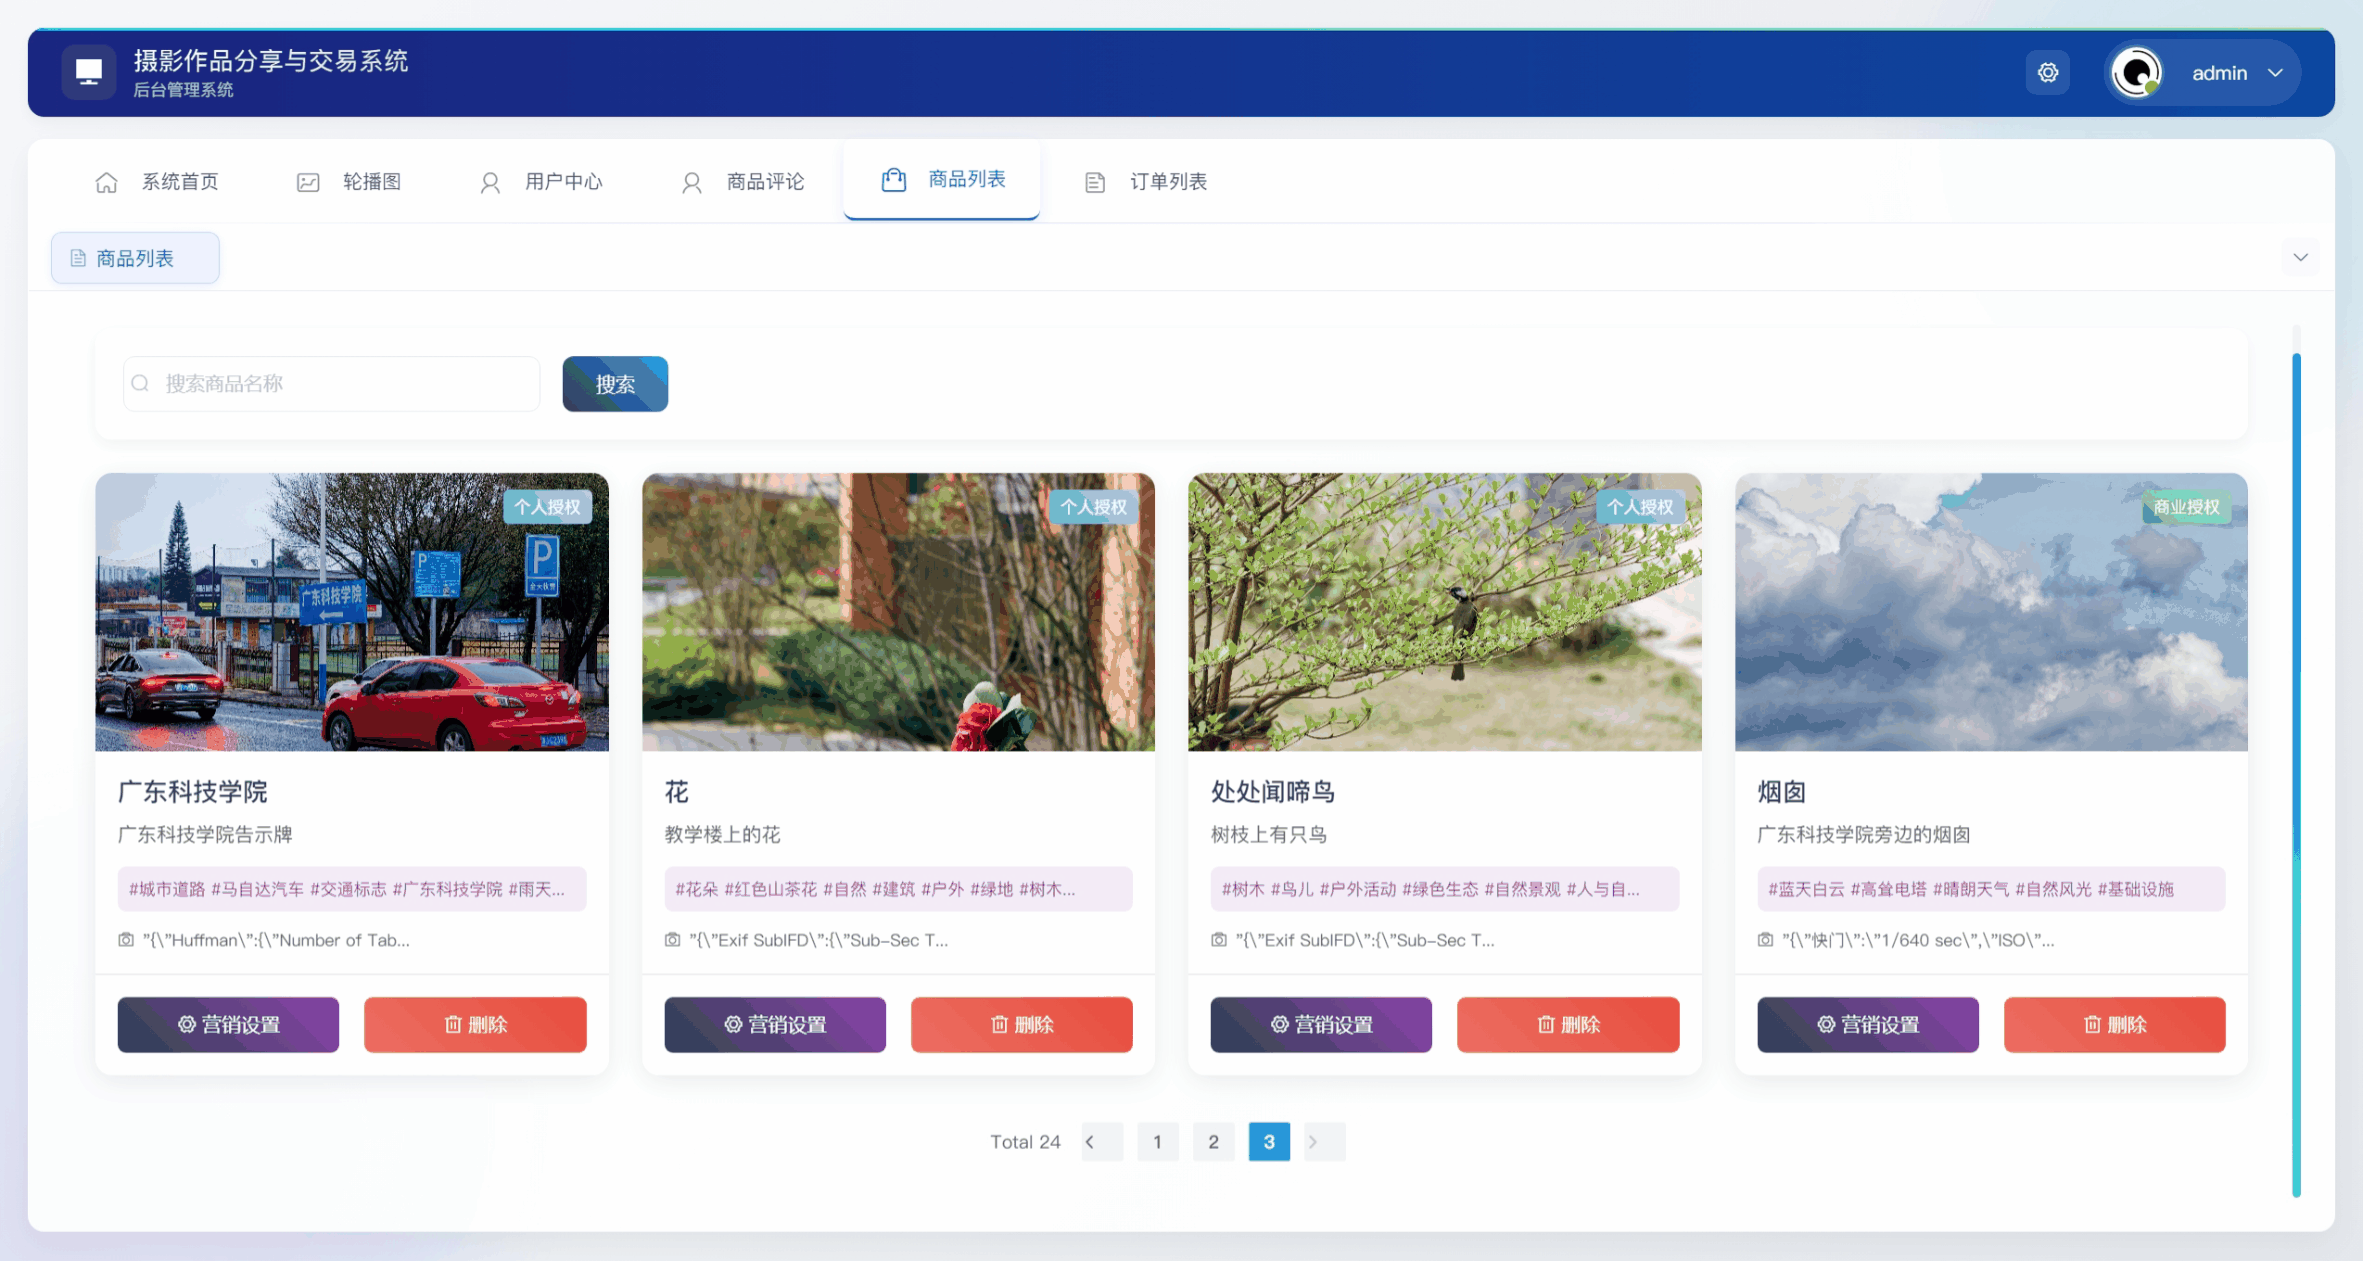 摄影作品分享与交易系统
后台管理系统
admin
系统首页
轮播图
用户中心
商品评论
商品列表
订单列表
商品列表
搜索商品名称
搜索
个人授权
P
P
广东科技学院
广东科技学院
广东科技学院告示牌
#城市道路 #马自达汽车 #交通标志 #广东科技学院 #雨天...
"{\"Huffman\":{\"Number of Tab...
营销设置
删除
个人授权
花
教学楼上的花
#花朵 #红色山茶花 #自然 #建筑 #户外 #绿地 #树木...
"{\"Exif SubIFD\":{\"Sub-Sec T...
营销设置
删除
个人授权
处处闻啼鸟
树枝上有只鸟
#树木 #鸟儿 #户外活动 #绿色生态 #自然景观 #人与自...
"{\"Exif SubIFD\":{\"Sub-Sec T...
营销设置
删除
商业授权
烟囱
广东科技学院旁边的烟囱
#蓝天白云 #高耸电塔 #晴朗天气 #自然风光 #基础设施
"{\"快门\":\"1/640 sec\",\"ISO\"...
营销设置
删除
Total 24
1
2
3